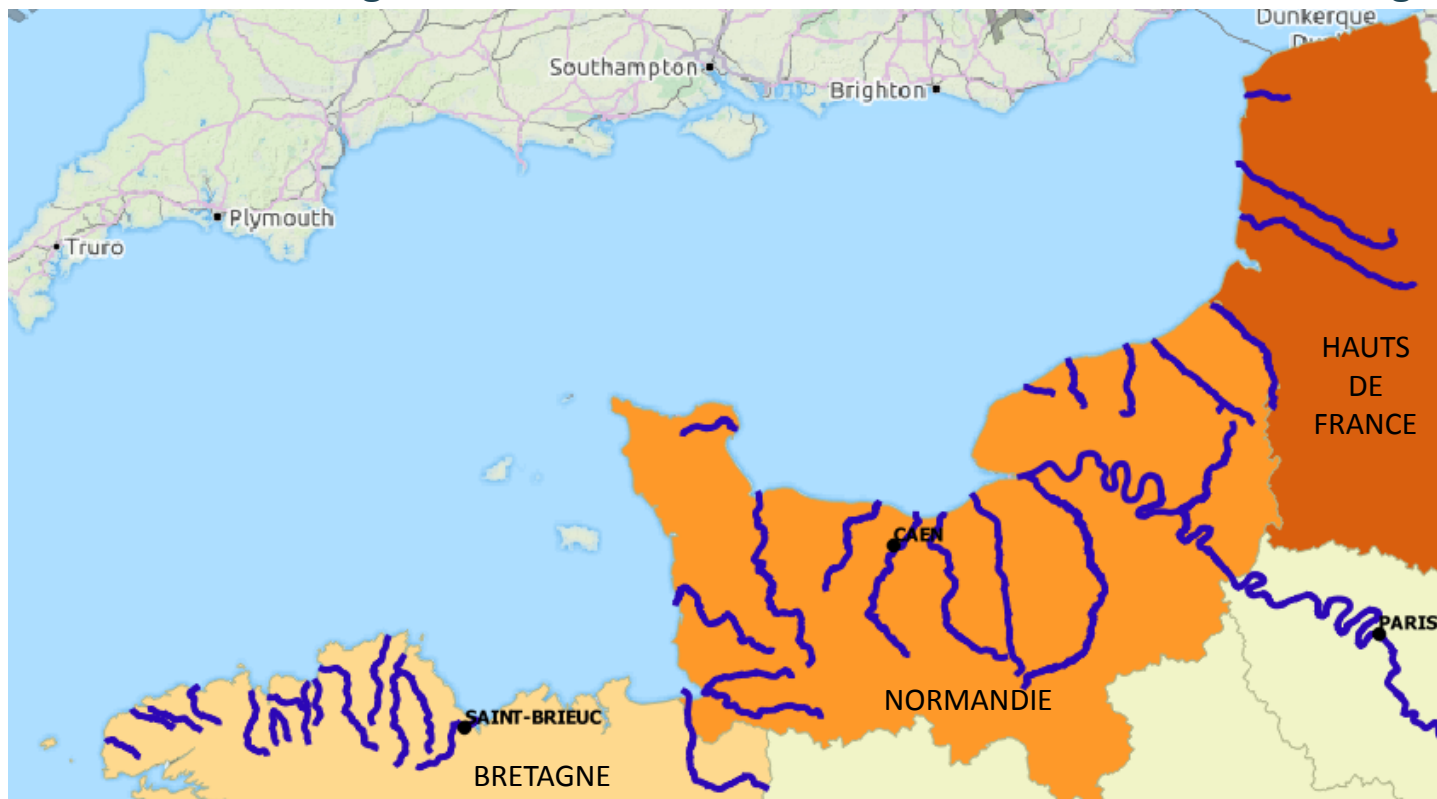 Dunkerque
Southampton
Brighton
Plymouth
Truro
HAUTS
DE
FRANCE
CAEN
PARIS
NORMANDIE
SAINT-BRIEUC
BRETAGNE